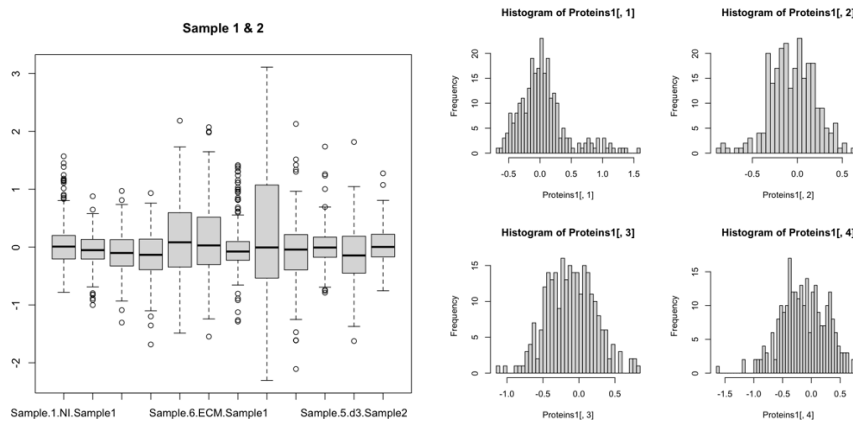 Sample 1 & 2
3
2
1
0
-1
-2
Sample.1.NI.Sample1
Sample.6.ECM.Sample1
Sample.5.d3.Sample2
Histogram of Proteins1[, 1]
Frequency
20
15
10
5
0
-0.5
0.0
0.5
1.0
1.5
Proteins1[, 1]
Histogram of Proteins1[, 2]
Frequency
20
15
10
5
0
-0.5
0.0
0.5
Proteins1[, 2]
Histogram of Proteins1[, 3]
Frequency
15
10
5
0
-1.0
-0.5
0.0
0.5
Proteins1[, 3]
Histogram of Proteins1[, 4]
Frequency
15
10
5
0
-1.5
-1.0
-0.5
0.0
0.5
Proteins1[, 4]